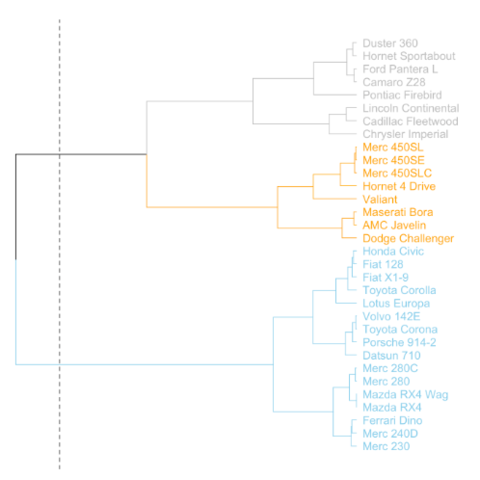 Duster 360
Hornet Sportabout
Ford Pantera L
Camaro Z28
Pontiac Firebird
Lincoln Continental
Cadillac Fleetwood
Chrysler Imperial
Merc 450SL
Merc 450SE
Merc 450SLC
Hornet 4 Drive
Valiant
Maserati Bora
AMC Javelin
Dodge Challenger
Honda Civic
Fiat 128
Fiat X1-9
Toyota Corolla
Lotus Europa
Volvo 142E
Toyota Corona
Porsche 914-2
Datsun 710
Merc 280C
Merc 280
Mazda RX4 Wag
Mazda RX4
Ferrari Dino
Merc 240D
Merc 230